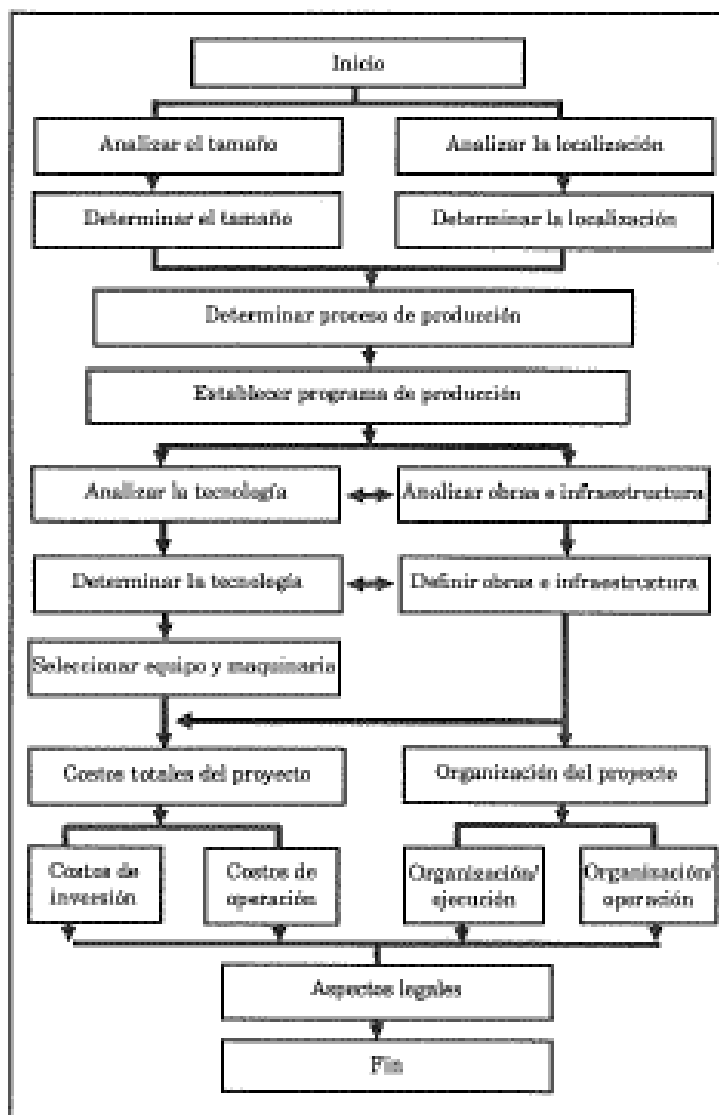 Inicio
Analizar el tamaño
Analizar la localización
Determinar el tamaño
Determinar la localización
Determinar proceso de producción
Establecer programa de producción
Analizar la tecnología
Analizar obras e infraestructura
Determinar la tecnología
Definir obras e infraestructura
Seleccionar equipo y maquinaria
Costos totales del proyecto
Organización del proyecto
Costos de
inversión
Costos de
operación
Organización/
ejecución
Organización/
operación
Aspectos legales
Fin